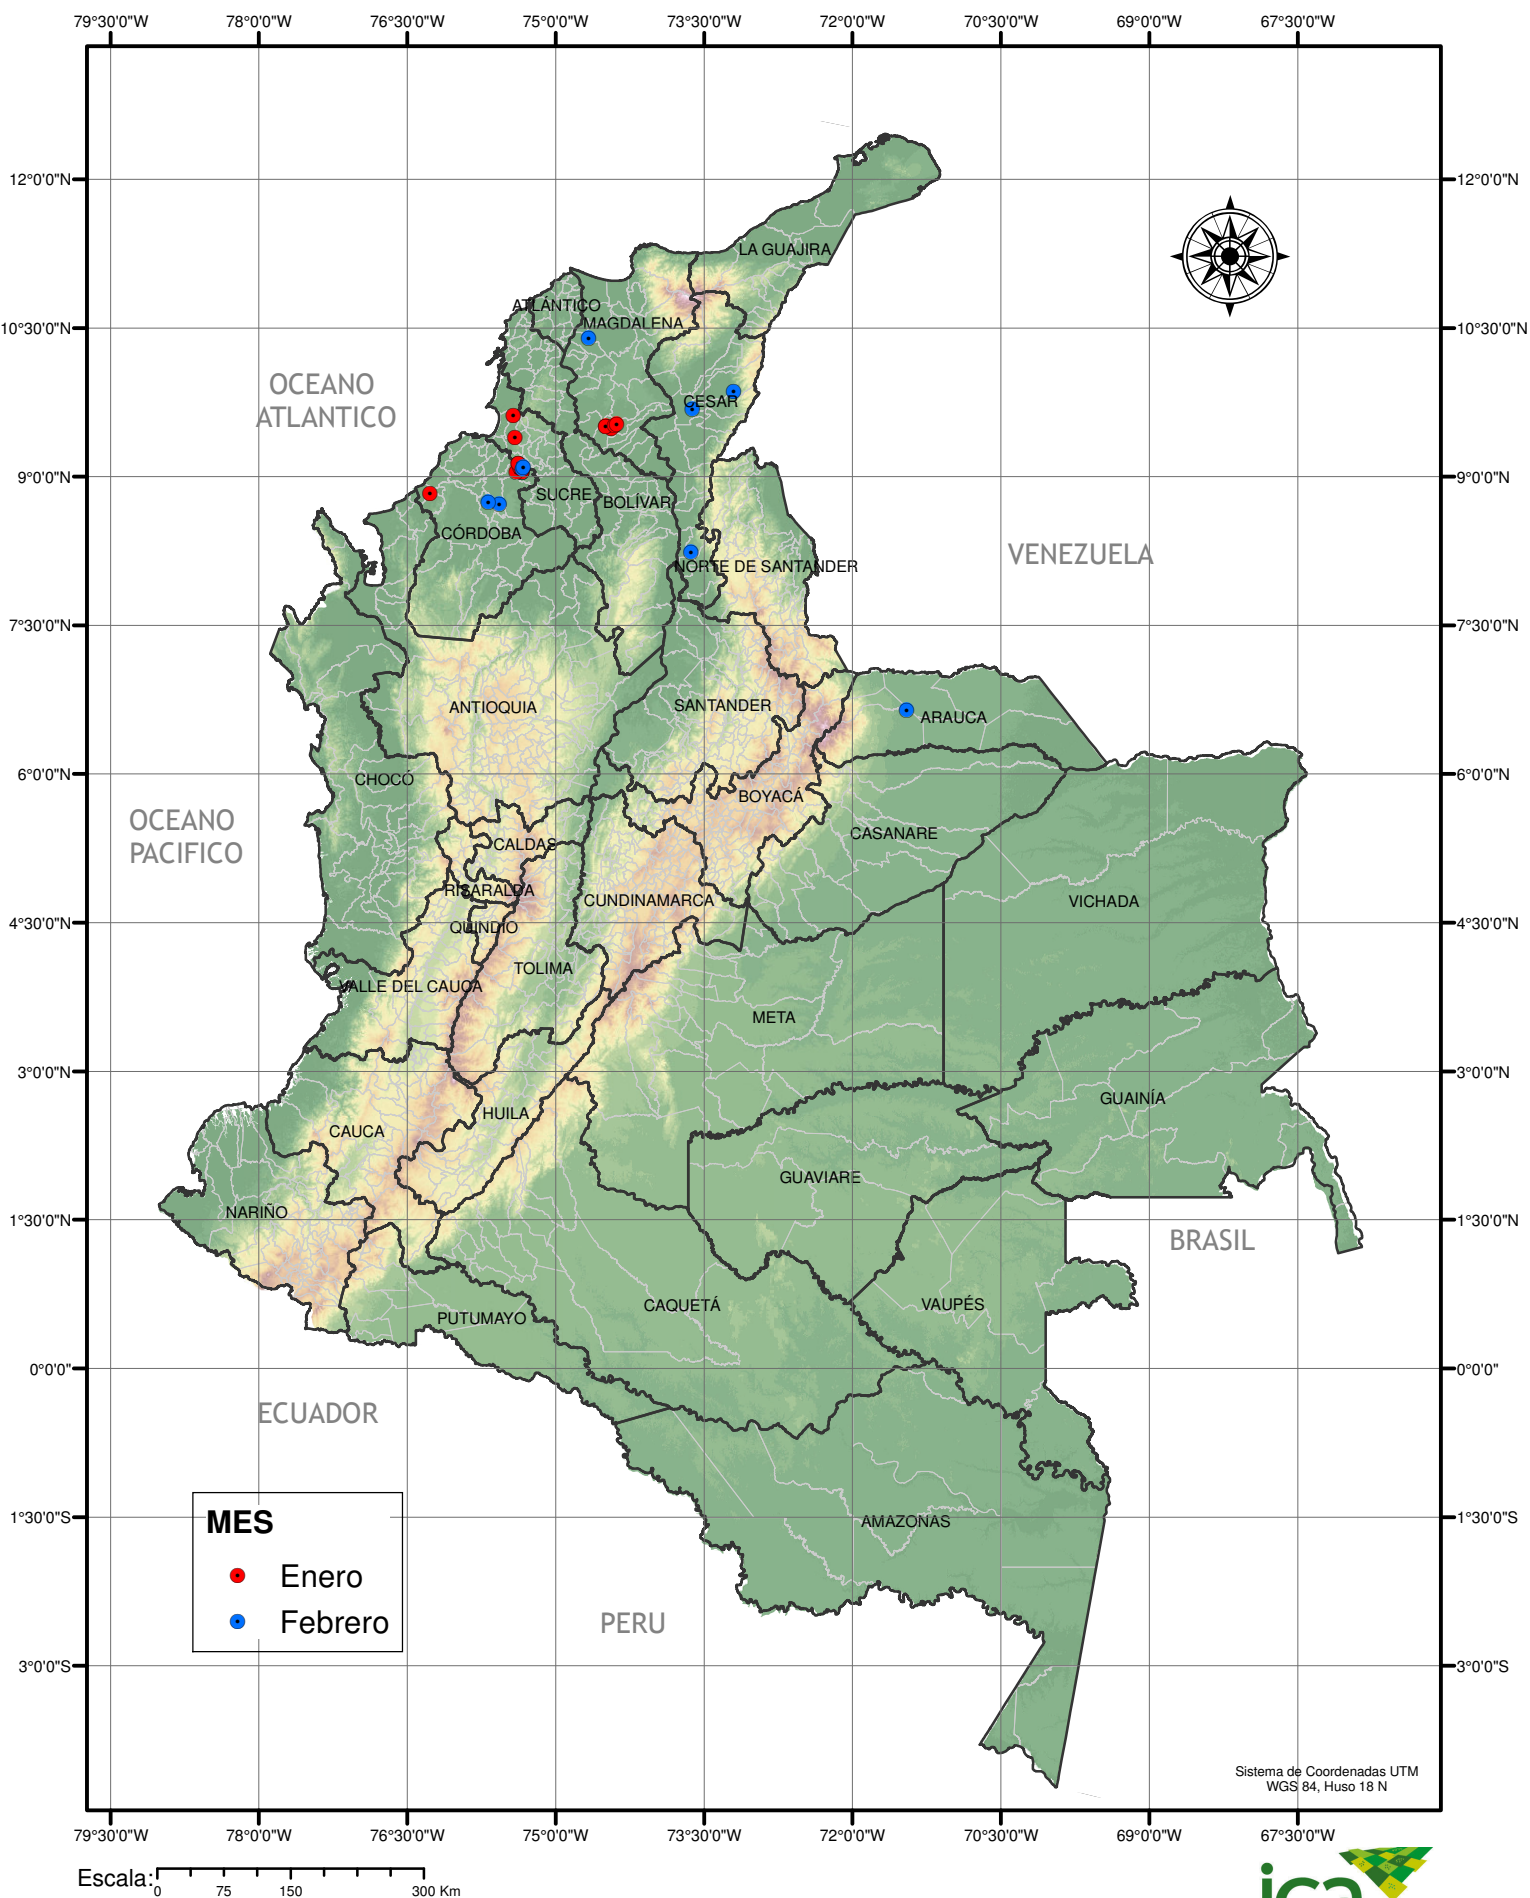 79°30'0"W 78°0'0"W 76°30'0"W 75°0'0"W 73°30'0"W 72°0'0"W 70°30'0"W 69°0'0"W 67°30'0"W
12°0'0"N 12°0'0"N
LA GUAJIRA
ATLÁNTICO
MAGDALENA
10°30'0"N 10°30'0"N
OCEANO
ATLANTICO
CESAR
9°0'0"N 9°0'0"N
SUCRE
BOLÍVAR
CÓRDOBA
VENEZUELA
NORTE DE SANTANDER
7°30'0"N 7°30'0"N
ANTIOQUIA
SANTANDER
ARAUCA
6°0'0"N 6°0'0"N
CHOCÓ
BOYACÁ
OCEANO
PACIFICO
CASANARE
CALDAS
RISARALDA
CUNDINAMARCA
VICHADA
4°30'0"N 4°30'0"N
QUINDIO
TOLIMA
VALLE DEL CAUCA
META
3°0'0"N 3°0'0"N
GUAINÍA
HUILA
CAUCA
GUAVIARE
NARIÑO
1°30'0"N 1°30'0"N
BRASIL
CAQUETÁ
VAUPÉS
PUTUMAYO
0°0'0" 0°0'0"
ECUADOR
1°30'0"S 1°30'0"S
MES
AMAZONAS
Enero
Febrero
PERU
3°0'0"S 3°0'0"S
Sistema de Coordenadas UTM
WGS 84, Huso 18 N
79°30'0"W 78°0'0"W 76°30'0"W 75°0'0"W 73°30'0"W 72°0'0"W 70°30'0"W 69°0'0"W 67°30'0"W
Escala:
0 75 150 300 Km
ica